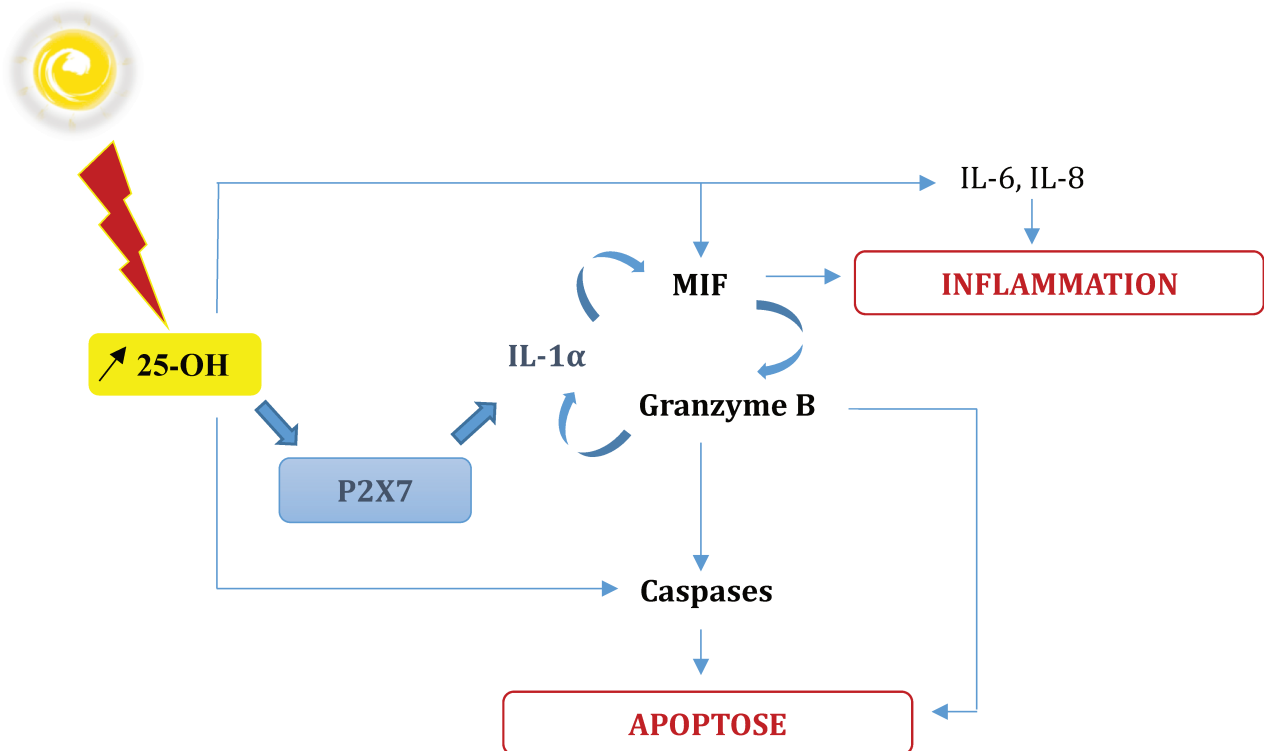 IL-6, IL-8
MIF
INFLAMMATION
25-OH
IL-1α
Granzyme B
P2X7
Caspases
APOPTOSE